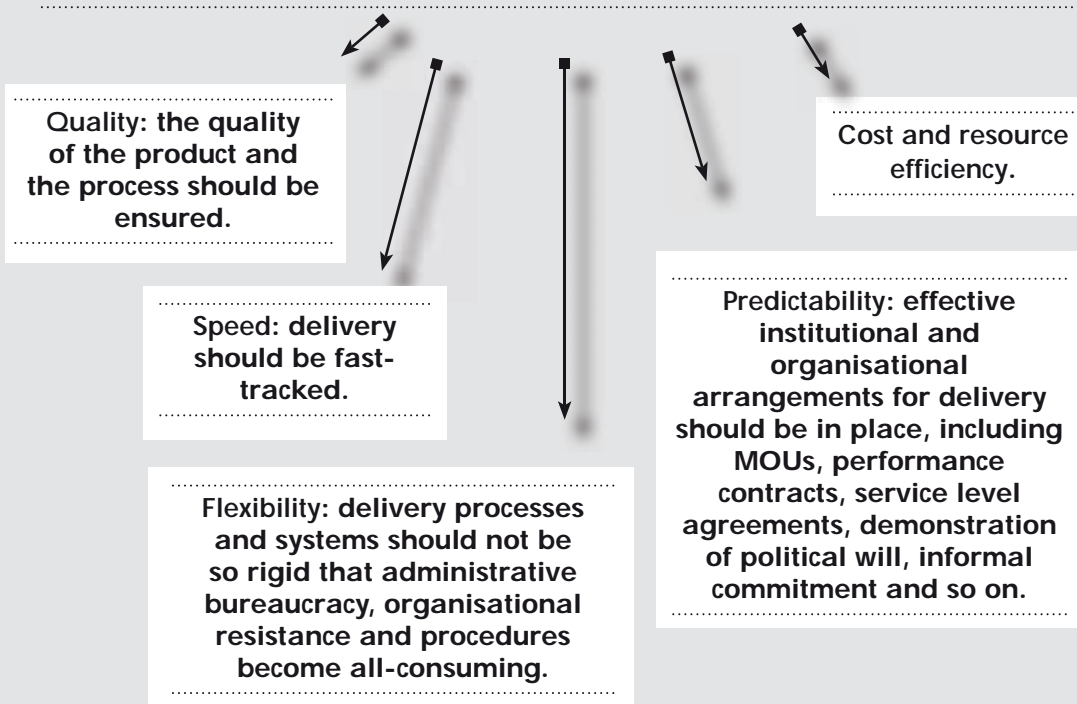 Quality: the quality
of the product and
the process should be
ensured.
Speed: delivery
should be fast-
tracked.
Flexibility: delivery processes
and systems should not be
so rigid that administrative
bureaucracy, organisational
resistance and procedures
become all-consuming.
Predictability: effective
institutional and
organisational
arrangements for delivery
should be in place, including
MOUs, performance
contracts, service level
agreements, demonstration
of political will, informal
commitment and so on.
Cost and resource
efficiency.